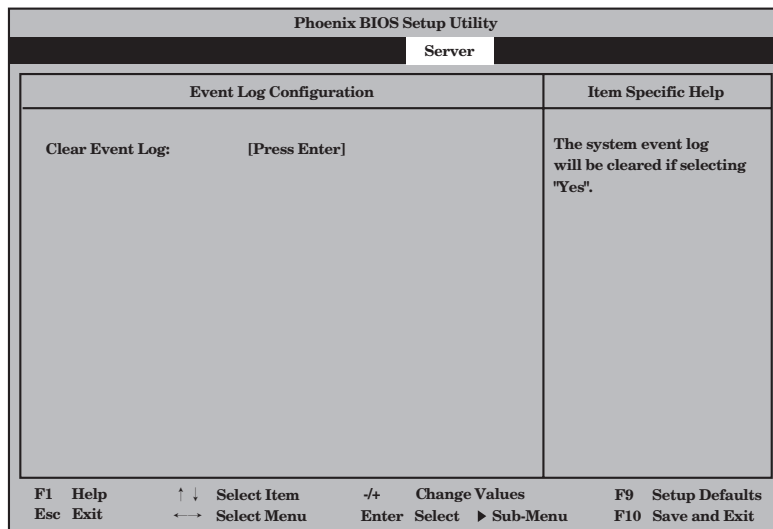 Phoenix BIOS Setup Utility
Server
Event Log Configuration
Item Specific Help
Clear Event Log: [Press Enter]
The system event log
will be cleared if selecting
"Yes".
F1 Help ↑ ↓ Select Item -/+ Change Values F9 Setup Defaults
Esc Exit ←→ Select Menu Enter Select ▶ Sub-Menu F10 Save and Exit